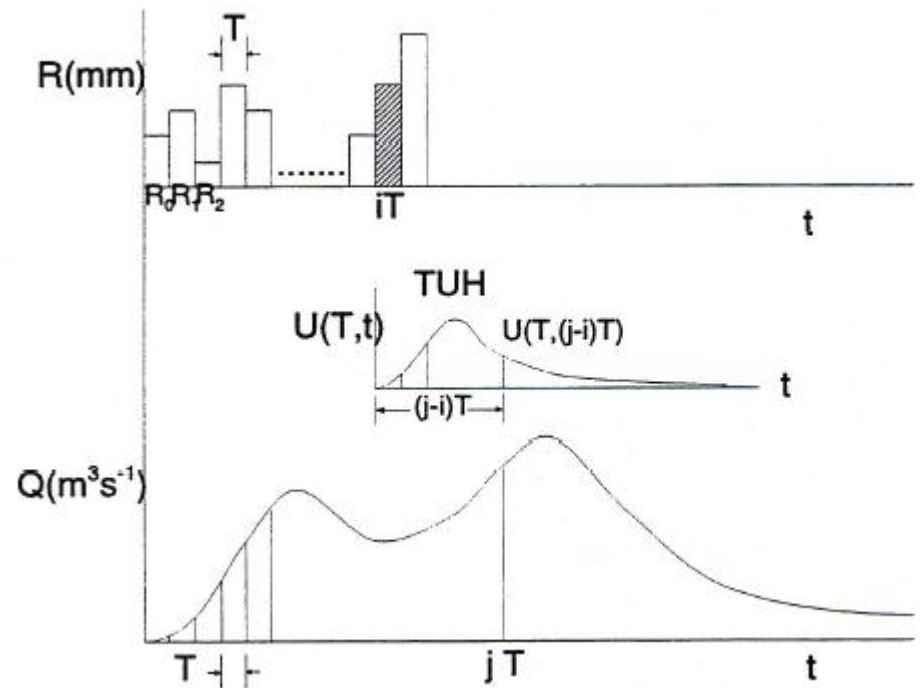 T
R(mm)
R₀R₁R₂
iT
t
TUH
U(T,t)
U(T,(j-i)T)
t
(j-i)T
Q(m³s⁻¹)
T
j T
t